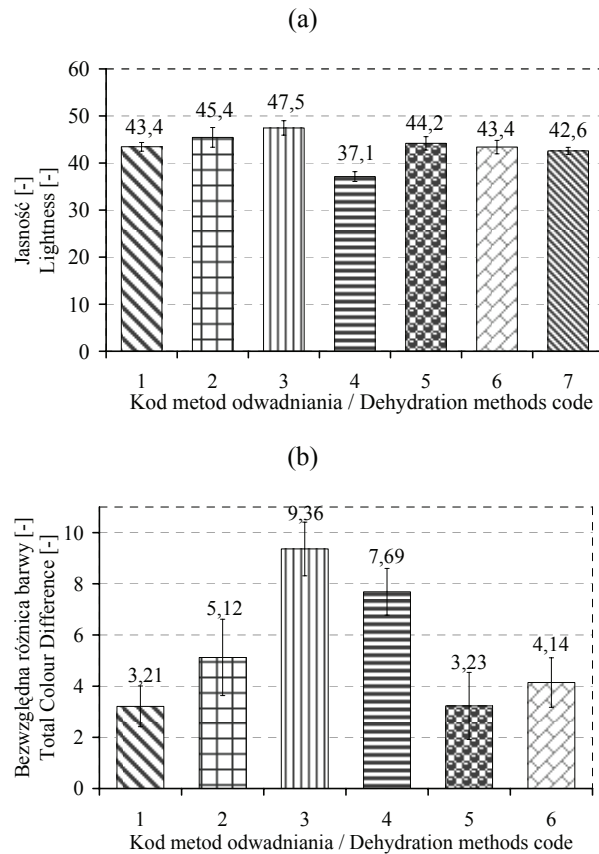 (a)
Jasność [-]
Lightness [-]
60
50
40
30
20
10
0
43,4
45,4
47,5
37,1
44,2
43,4
42,6
1 2 3 4 5 6 7
Kod metod odwadniania / Dehydration methods code
(b)
Bezwzględna różnica barwy [-]
Total Colour Difference [-]
10
8
6
4
2
0
3,21
5,12
9,36
7,69
3,23
4,14
1 2 3 4 5 6
Kod metod odwadniania / Dehydration methods code